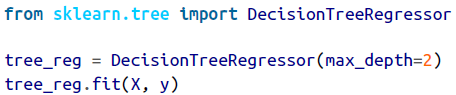 from sklearn.tree import DecisionTreeRegressor

tree_reg = DecisionTreeRegressor(max_depth=2)
tree_reg.fit(X, y)